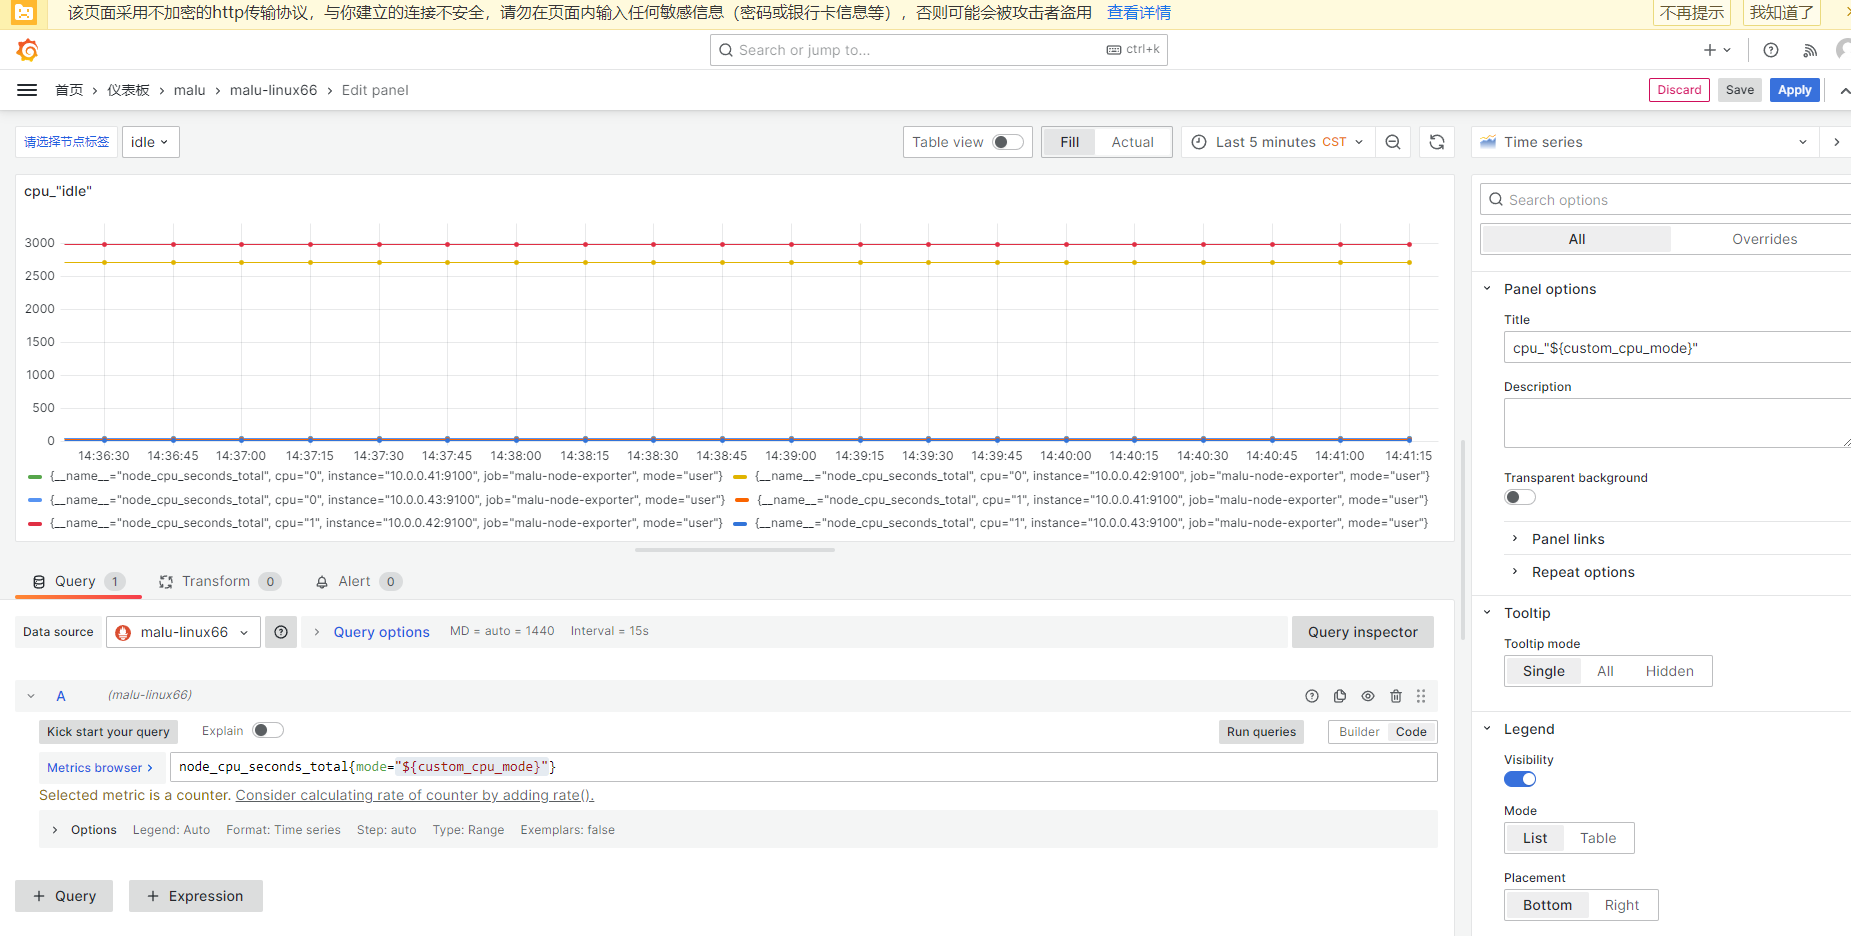 该页面采用不加密的http传输协议，与你建立的连接不安全，请勿在页面内输入任何敏感信息（密码或银行卡信息等），否则可能会被攻击者盗用 查看详情 不再提示 我知道了
Search or jump to... ctrl+k
首页 › 仪表板 › malu › malu-linux66 › Edit panel Discard Save Apply
请选择节点标签 idle Table view Fill Actual Last 5 minutes CST Time series
cpu_"idle"
Search options
All Overrides
3000
2500
2000
1500
1000
500
0
14:36:30 14:36:45 14:37:00 14:37:15 14:37:30 14:37:45 14:38:00 14:38:15 14:38:30 14:38:45 14:39:00 14:39:15 14:39:30 14:39:45 14:40:00 14:40:15 14:40:30 14:40:45 14:41:00 14:41:15
{__name__="node_cpu_seconds_total", cpu="0", instance="10.0.0.41:9100", job="malu-node-exporter", mode="user"} {__name__="node_cpu_seconds_total", cpu="0", instance="10.0.0.42:9100", job="malu-node-exporter", mode="user"}
{__name__="node_cpu_seconds_total", cpu="0", instance="10.0.0.43:9100", job="malu-node-exporter", mode="user"} {__name__="node_cpu_seconds_total", cpu="1", instance="10.0.0.41:9100", job="malu-node-exporter", mode="user"}
{__name__="node_cpu_seconds_total", cpu="1", instance="10.0.0.42:9100", job="malu-node-exporter", mode="user"} {__name__="node_cpu_seconds_total", cpu="1", instance="10.0.0.43:9100", job="malu-node-exporter", mode="user"}
Query 1 Transform 0 Alert 0
Data source malu-linux66 Query options MD = auto = 1440 Interval = 15s Query inspector
A (malu-linux66)
Kick start your query Explain Run queries Builder Code
Metrics browser > node_cpu_seconds_total{mode="${custom_cpu_mode}"}
Selected metric is a counter. Consider calculating rate of counter by adding rate().
Options Legend: Auto Format: Time series Step: auto Type: Range Exemplars: false
+ Query + Expression
Panel options
Title
cpu_"${custom_cpu_mode}"
Description
Transparent background
Panel links
Repeat options
Tooltip
Tooltip mode
Single All Hidden
Legend
Visibility
Mode
List Table
Placement
Bottom Right